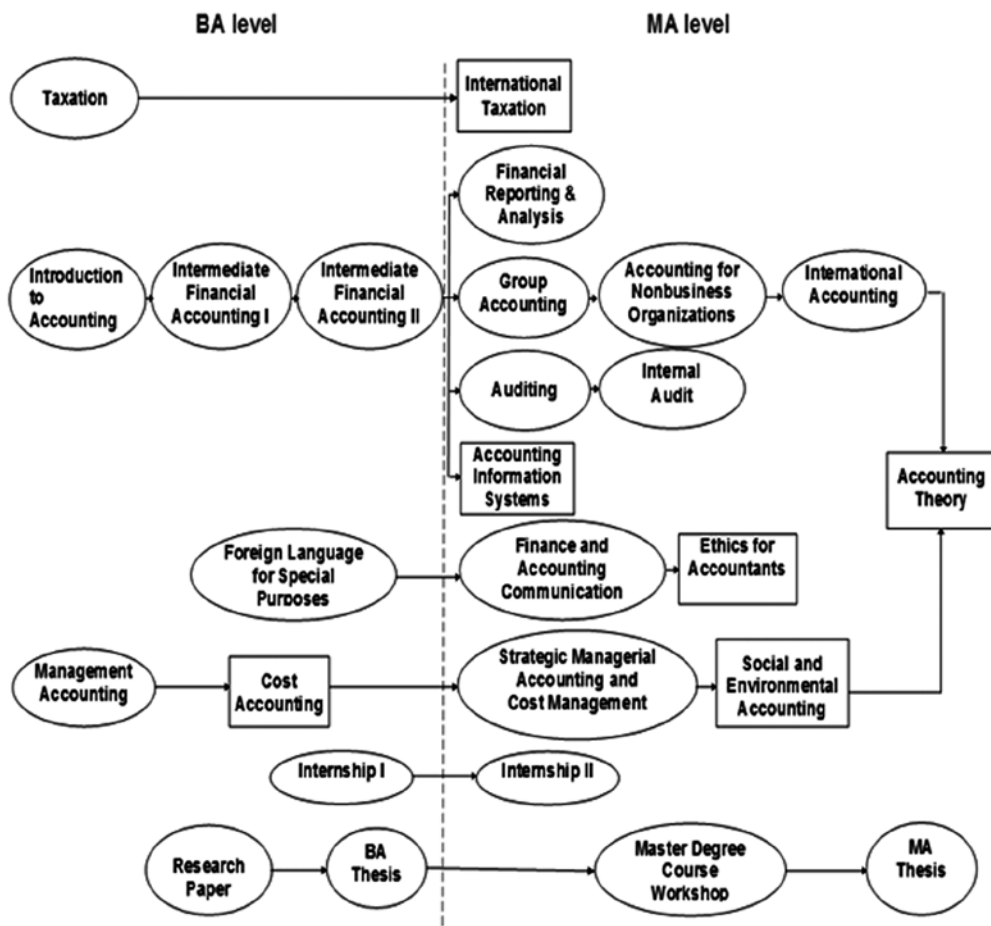 BA level
MA level
Taxation
International
Taxation
Financial
Reporting &
Analysis
Introduction
to
Accounting
Intermediate
Financial
Accounting I
Intermediate
Financial
Accounting II
Group
Accounting
Accounting for
Nonbusiness
Organizations
International
Accounting
Auditing
Internal
Audit
Accounting
Information
Systems
Accounting
Theory
Foreign Language
for Special
Purposes
Finance and
Accounting
Communication
Ethics for
Accountants
Management
Accounting
Cost
Accounting
Strategic Managerial
Accounting and
Cost Management
Social and
Environmental
Accounting
Internship I
Internship II
Research
Paper
BA
Thesis
Master Degree
Course
Workshop
MA
Thesis